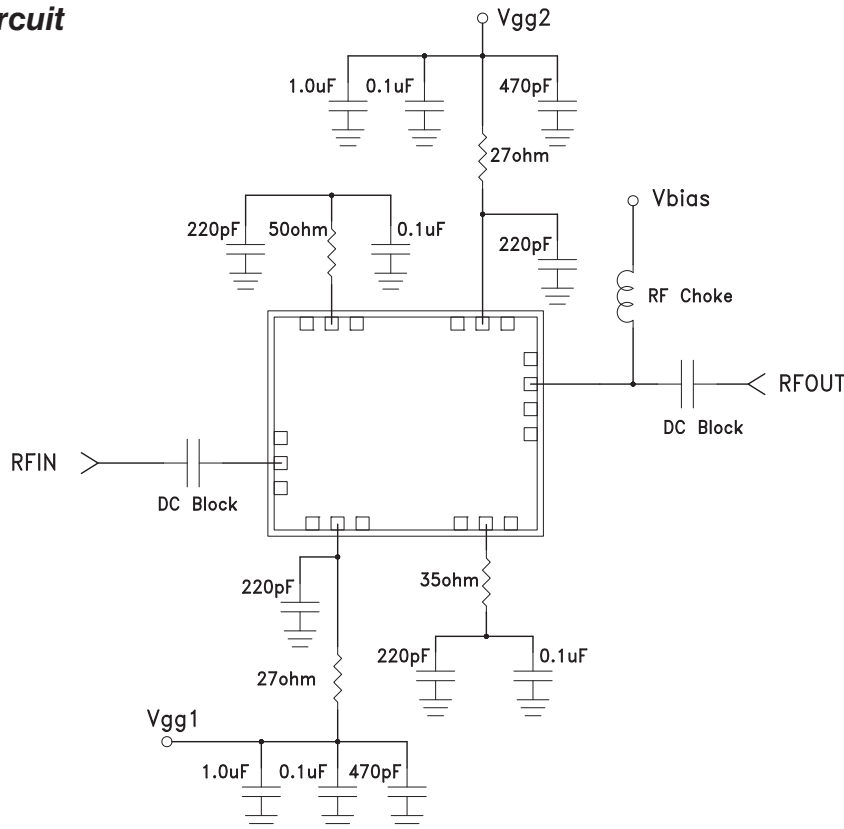 rcuit
Vgg2
1.0uF 0.1uF 470pF
27ohm
Vbias
220pF 50ohm 0.1uF
220pF
RF Choke
RFOUT
DC Block
RFIN
DC Block
220pF
35ohm
220pF 0.1uF
27ohm
Vgg1
1.0uF 0.1uF 470pF